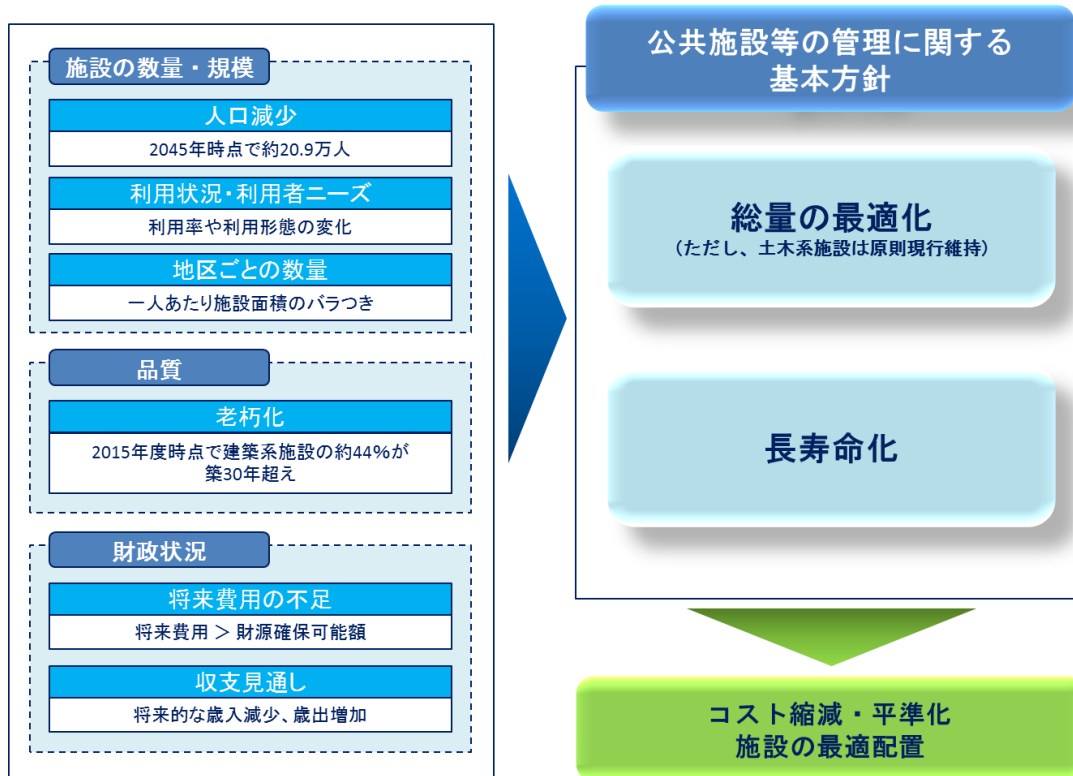 施設の数量・規模
人口減少
2045年時点で約20.9万人
利用状況・利用者ニーズ
利用率や利用形態の変化
地区ごとの数量
一人あたり施設面積のバラつき
品質
老朽化
2015年度時点で建築系施設の約44%が
築30年超え
財政状況
将来費用の不足
将来費用 ＞ 財源確保可能額
収支見通し
将来的な歳入減少、歳出増加
公共施設等の管理に関する
基本方針
総量の最適化
（ただし、土木系施設は原則現行維持）
長寿命化
コスト縮減・平準化
施設の最適配置